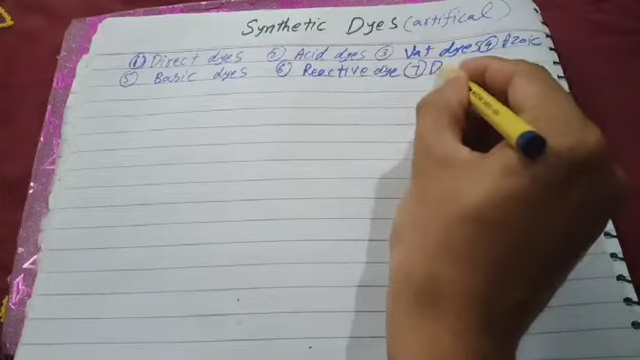 Synthetic Dyes (artifical)
① Direct dyes ② Acid dyes ③ Vat dyes ④ Azoic
⑤ Basic dyes ⑥ Reactive dye ⑦ D